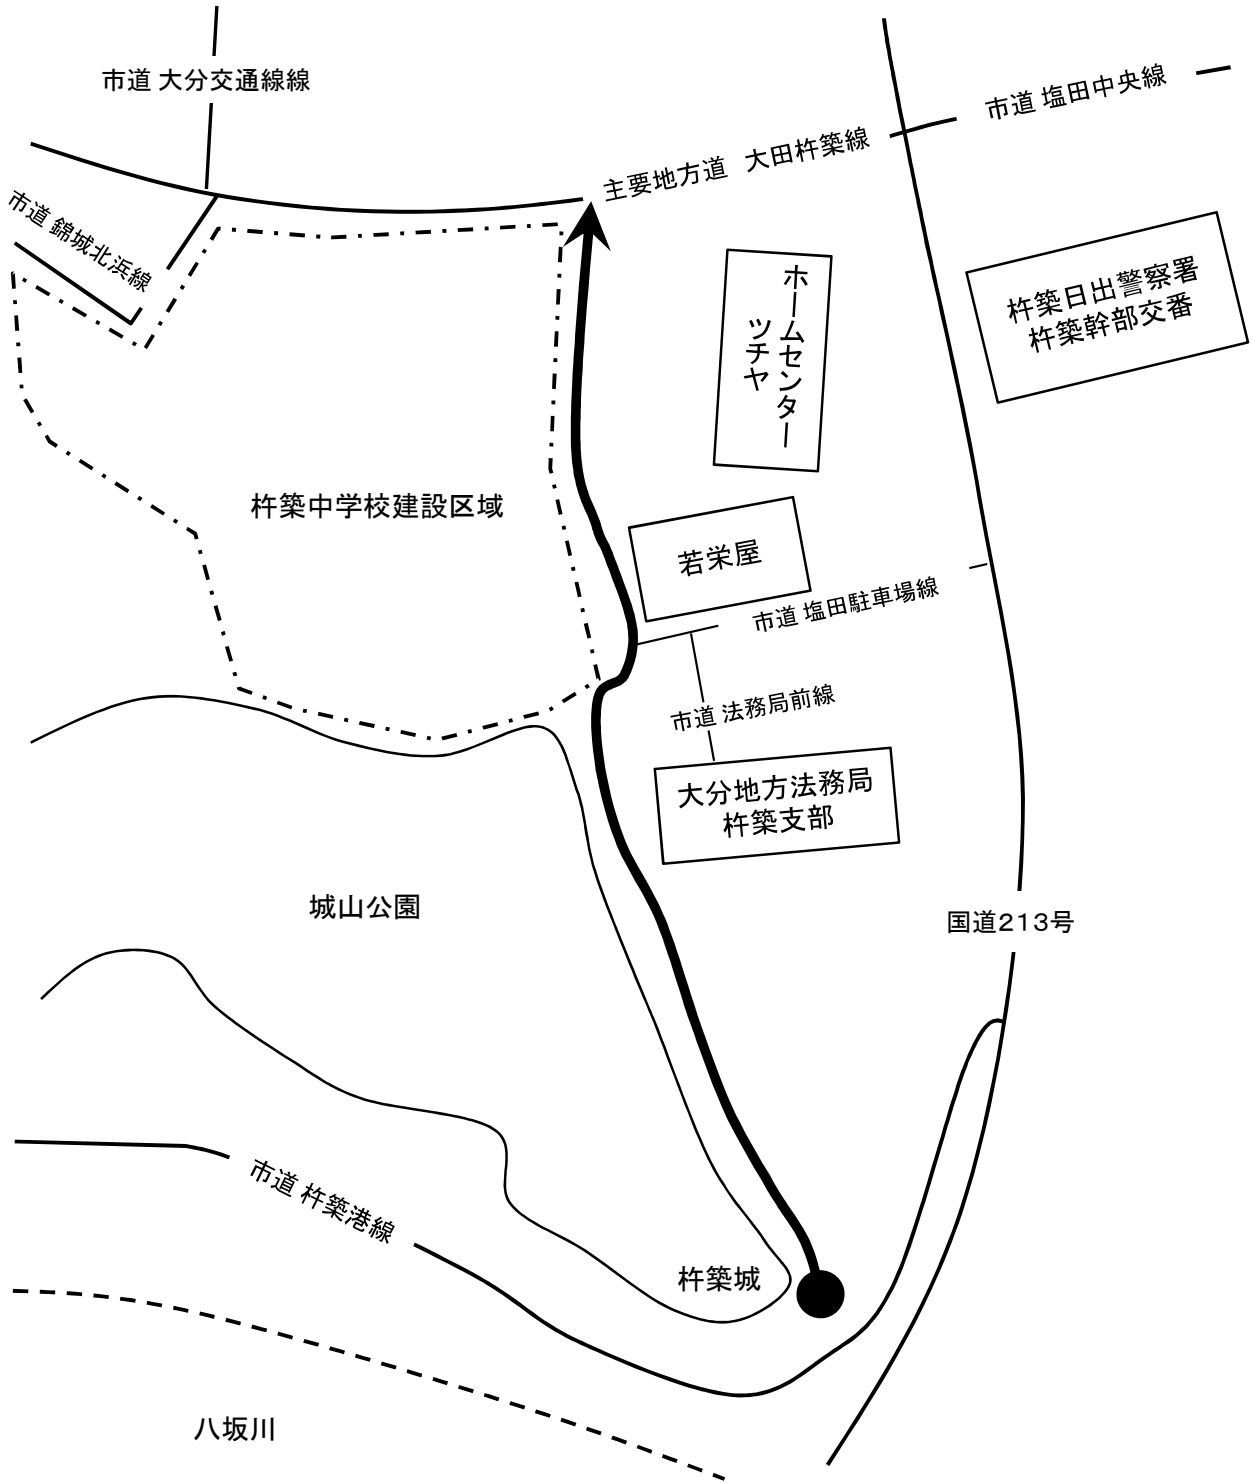 市道 大分交通線線
市道 塩田中央線
主要地方道 大田杵築線
市道 錦城北浜線
ホームセンター
ツチヤ
杵築日出警察署
杵築幹部交番
杵築中学校建設区域
若栄屋
市道 塩田駐車場線
市道 法務局前線
大分地方法務局
杵築支部
城山公園
国道213号
市道 杵築港線
杵築城
八坂川